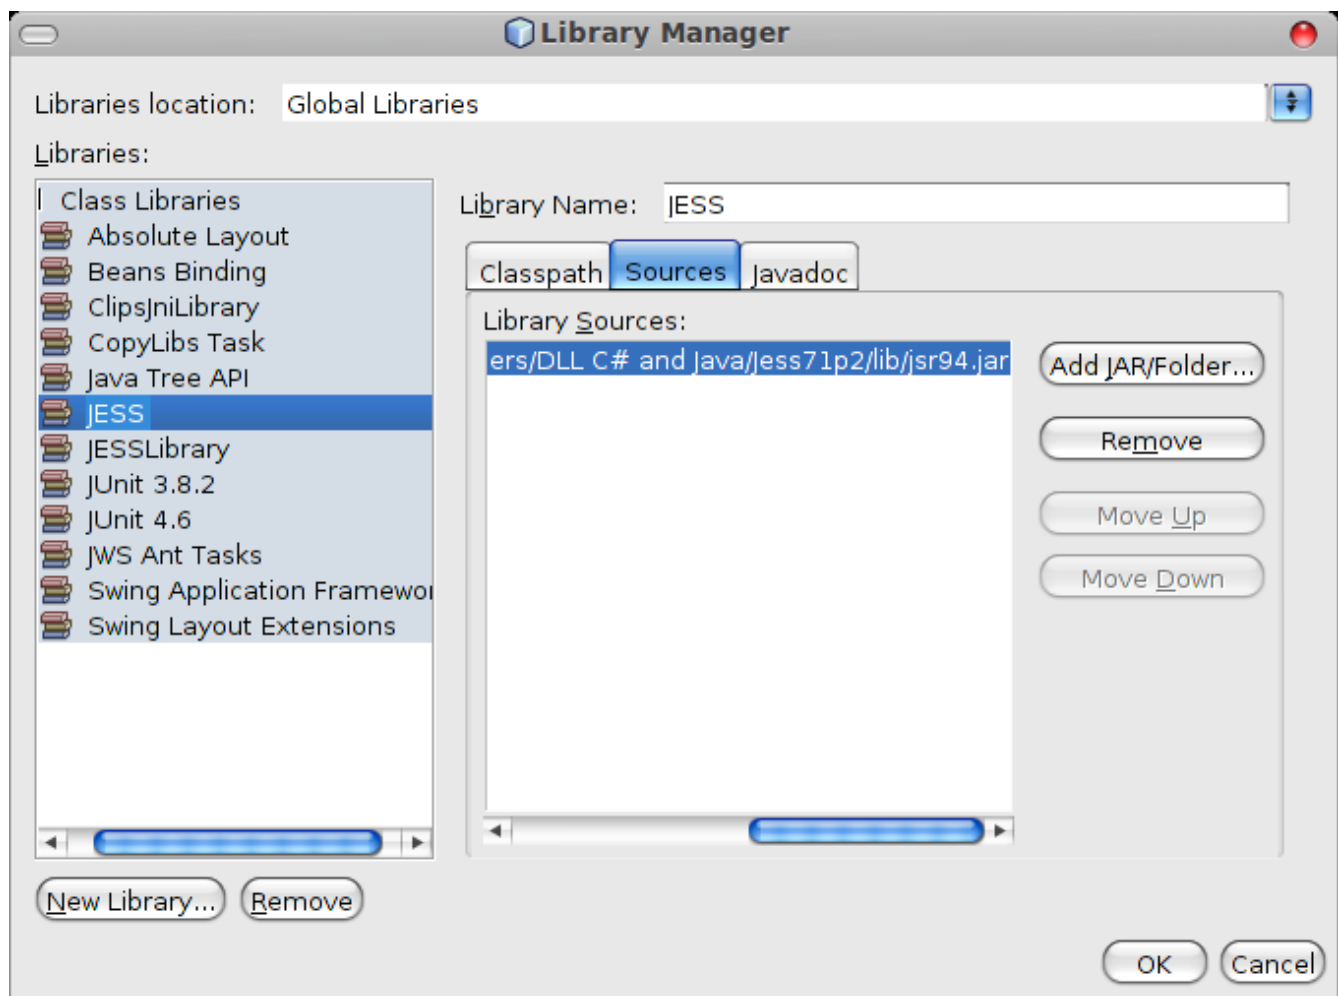 Library Manager
Libraries location: Global Libraries
Libraries:
Class Libraries
Absolute Layout
Beans Binding
ClipsJniLibrary
CopyLibs Task
Java Tree API
JESS
JESSLibrary
JUnit 3.8.2
JUnit 4.6
JWS Ant Tasks
Swing Application Framewor
Swing Layout Extensions
New Library... Remove
Library Name: JESS
Classpath Sources Javadoc
Library Sources:
ers/DLL C# and Java/Jess71p2/lib/jsr94.jar
Add JAR/Folder...
Remove
Move Up
Move Down
OK Cancel